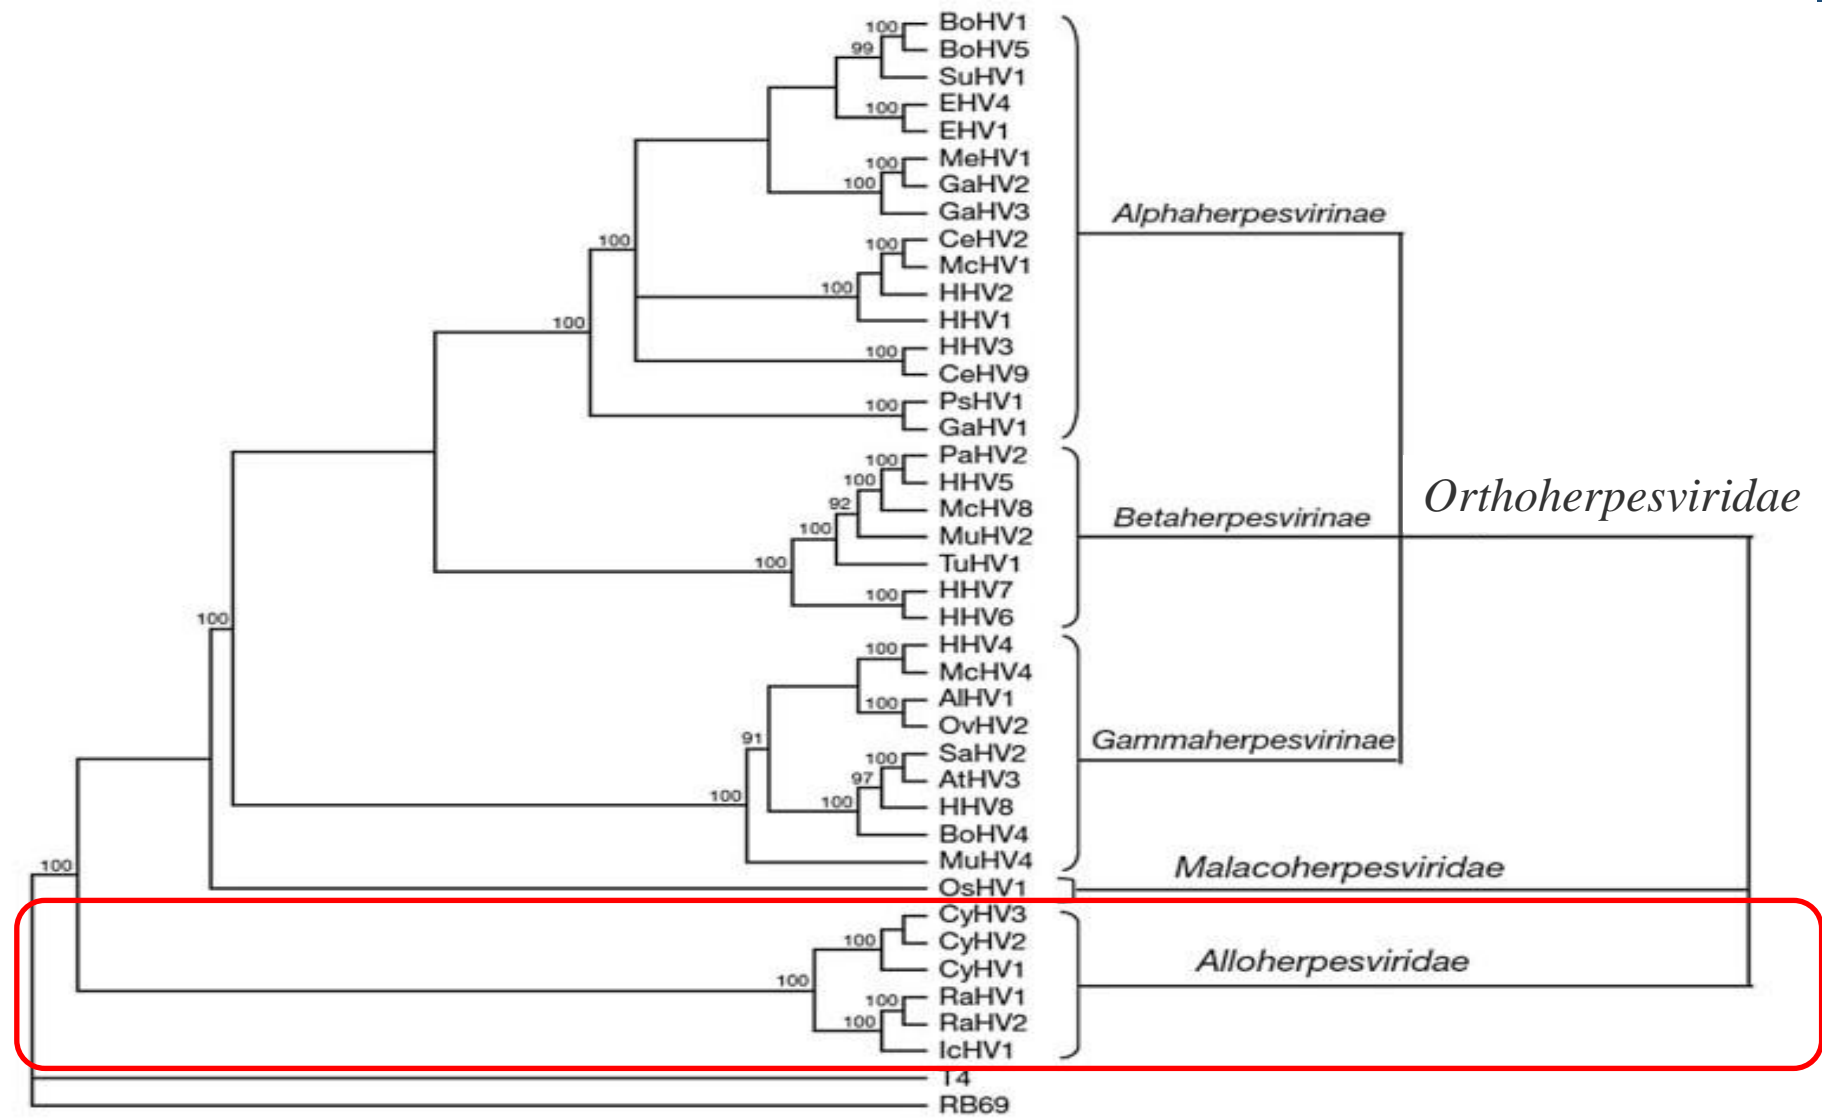 100
BoHV1
BoHV5
99
SuHV1
100
EHV4
EHV1
100
MeHV1
GaHV2
100
GaHV3
Alphaherpesvirinae
100
100
CeHV2
McHV1
100
HHV2
HHV1
100
100
HHV3
CeHV9
100
PsHV1
GaHV1
100
PaHV2
HHV5
100
McHV8
92
MuHV2
100
TuHV1
100
100
HHV7
HHV6
Betaherpesvirinae
Orthoherpesviridae
100
100
HHV4
McHV4
100
AlHV1
OvHV2
91
100
SaHV2
AtHV3
97
HHV8
100
BoHV4
100
MuHV4
Gammaherpesvirinae
100
OsHV1
Malacoherpesviridae
CyHV3
100
CyHV2
CyHV1
100
100
RaHV1
RaHV2
100
IcHV1
Alloherpesviridae
T4
RB69